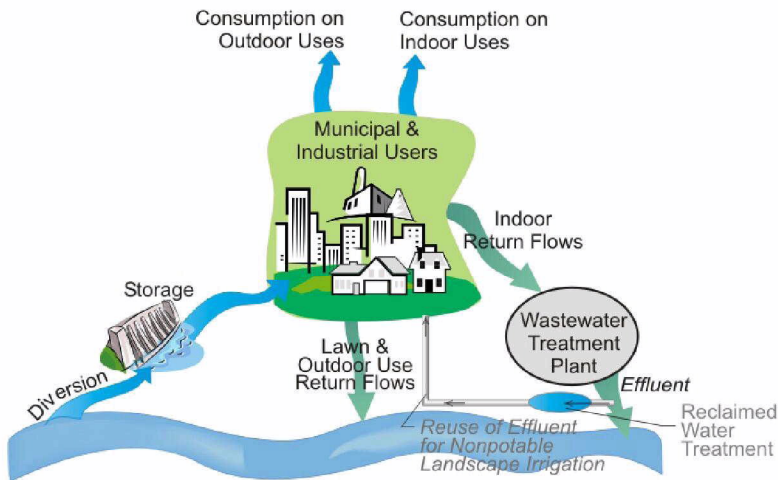 Consumption on
Outdoor Uses
Consumption on
Indoor Uses
Municipal &
Industrial Users
Indoor
Return Flows
Storage
Wastewater
Treatment
Plant
Lawn &
Outdoor Use
Return Flows
Diversion
Effluent
Reuse of Effluent
for Nonpotable
Landscape Irrigation
Reclaimed
Water
Treatment